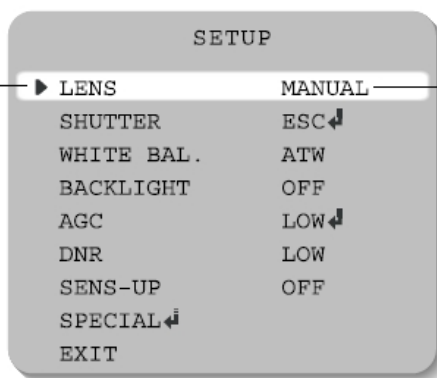 SETUP
LENS MANUAL
SHUTTER ESC↲
WHITE BAL. ATW
BACKLIGHT OFF
AGC LOW↲
DNR LOW
SENS-UP OFF
SPECIAL↲
EXIT